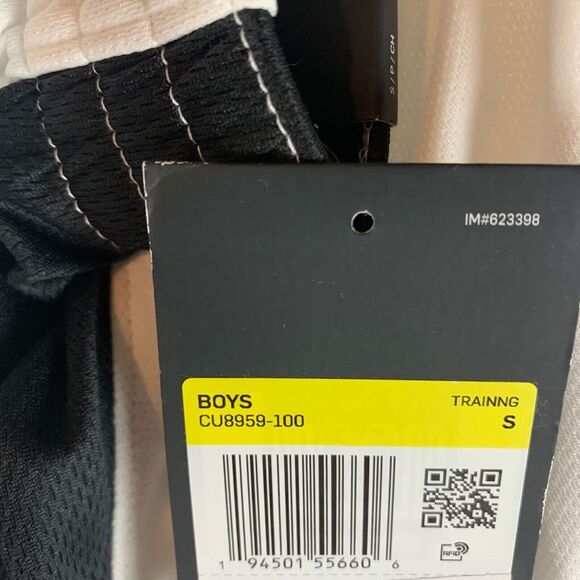 S/P/CH
IM#623398
BOYS TRAINNG
CU8959-100 S
1 94501 55660 6
RFID